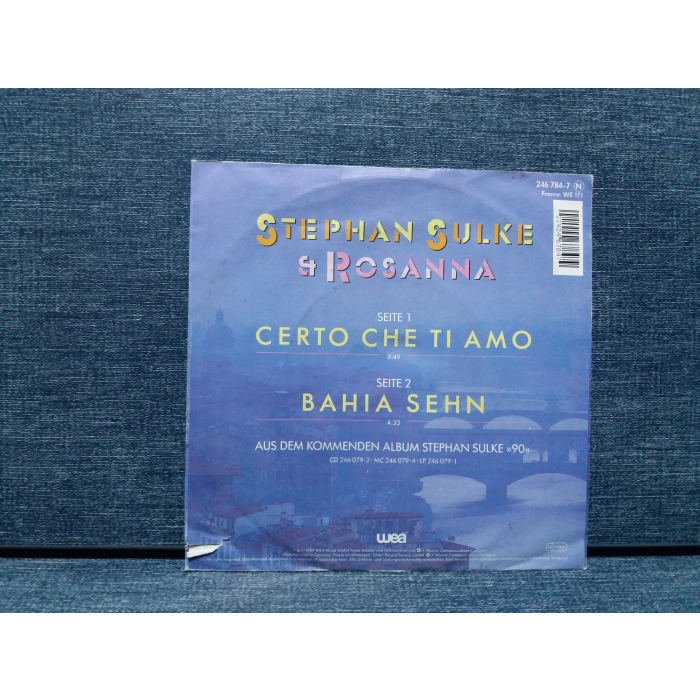 246 784-7 N
France: WE 171
STEPHAN SULKE
& ROSANNA
SEITE 1
CERTO CHE TI AMO
3:49
SEITE 2
BAHIA SEHN
4:33
AUS DEM KOMMENDEN ALBUM STEPHAN SULKE »90«
CD 246 079-2 · MC 246 079-4 · LP 246 079-1
wea